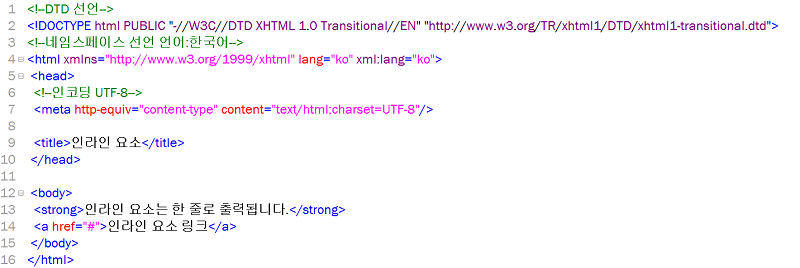 1 <!--DTD 선언-->
2 <!DOCTYPE html PUBLIC "-//W3C//DTD XHTML 1.0 Transitional//EN" "http://www.w3.org/TR/xhtml1/DTD/xhtml1-transitional.dtd">
3 <!--네임스페이스 선언 언어:한국어-->
4 <html xmlns="http://www.w3.org/1999/xhtml" lang="ko" xml:lang="ko">
5 <head>
6 <!--인코딩 UTF-8-->
7 <meta http-equiv="content-type" content="text/html;charset=UTF-8"/>
8
9 <title>인라인 요소</title>
10 </head>
11
12 <body>
13 <strong>인라인 요소는 한 줄로 출력됩니다.</strong>
14 <a href="#">인라인 요소 링크</a>
15 </body>
16 </html>